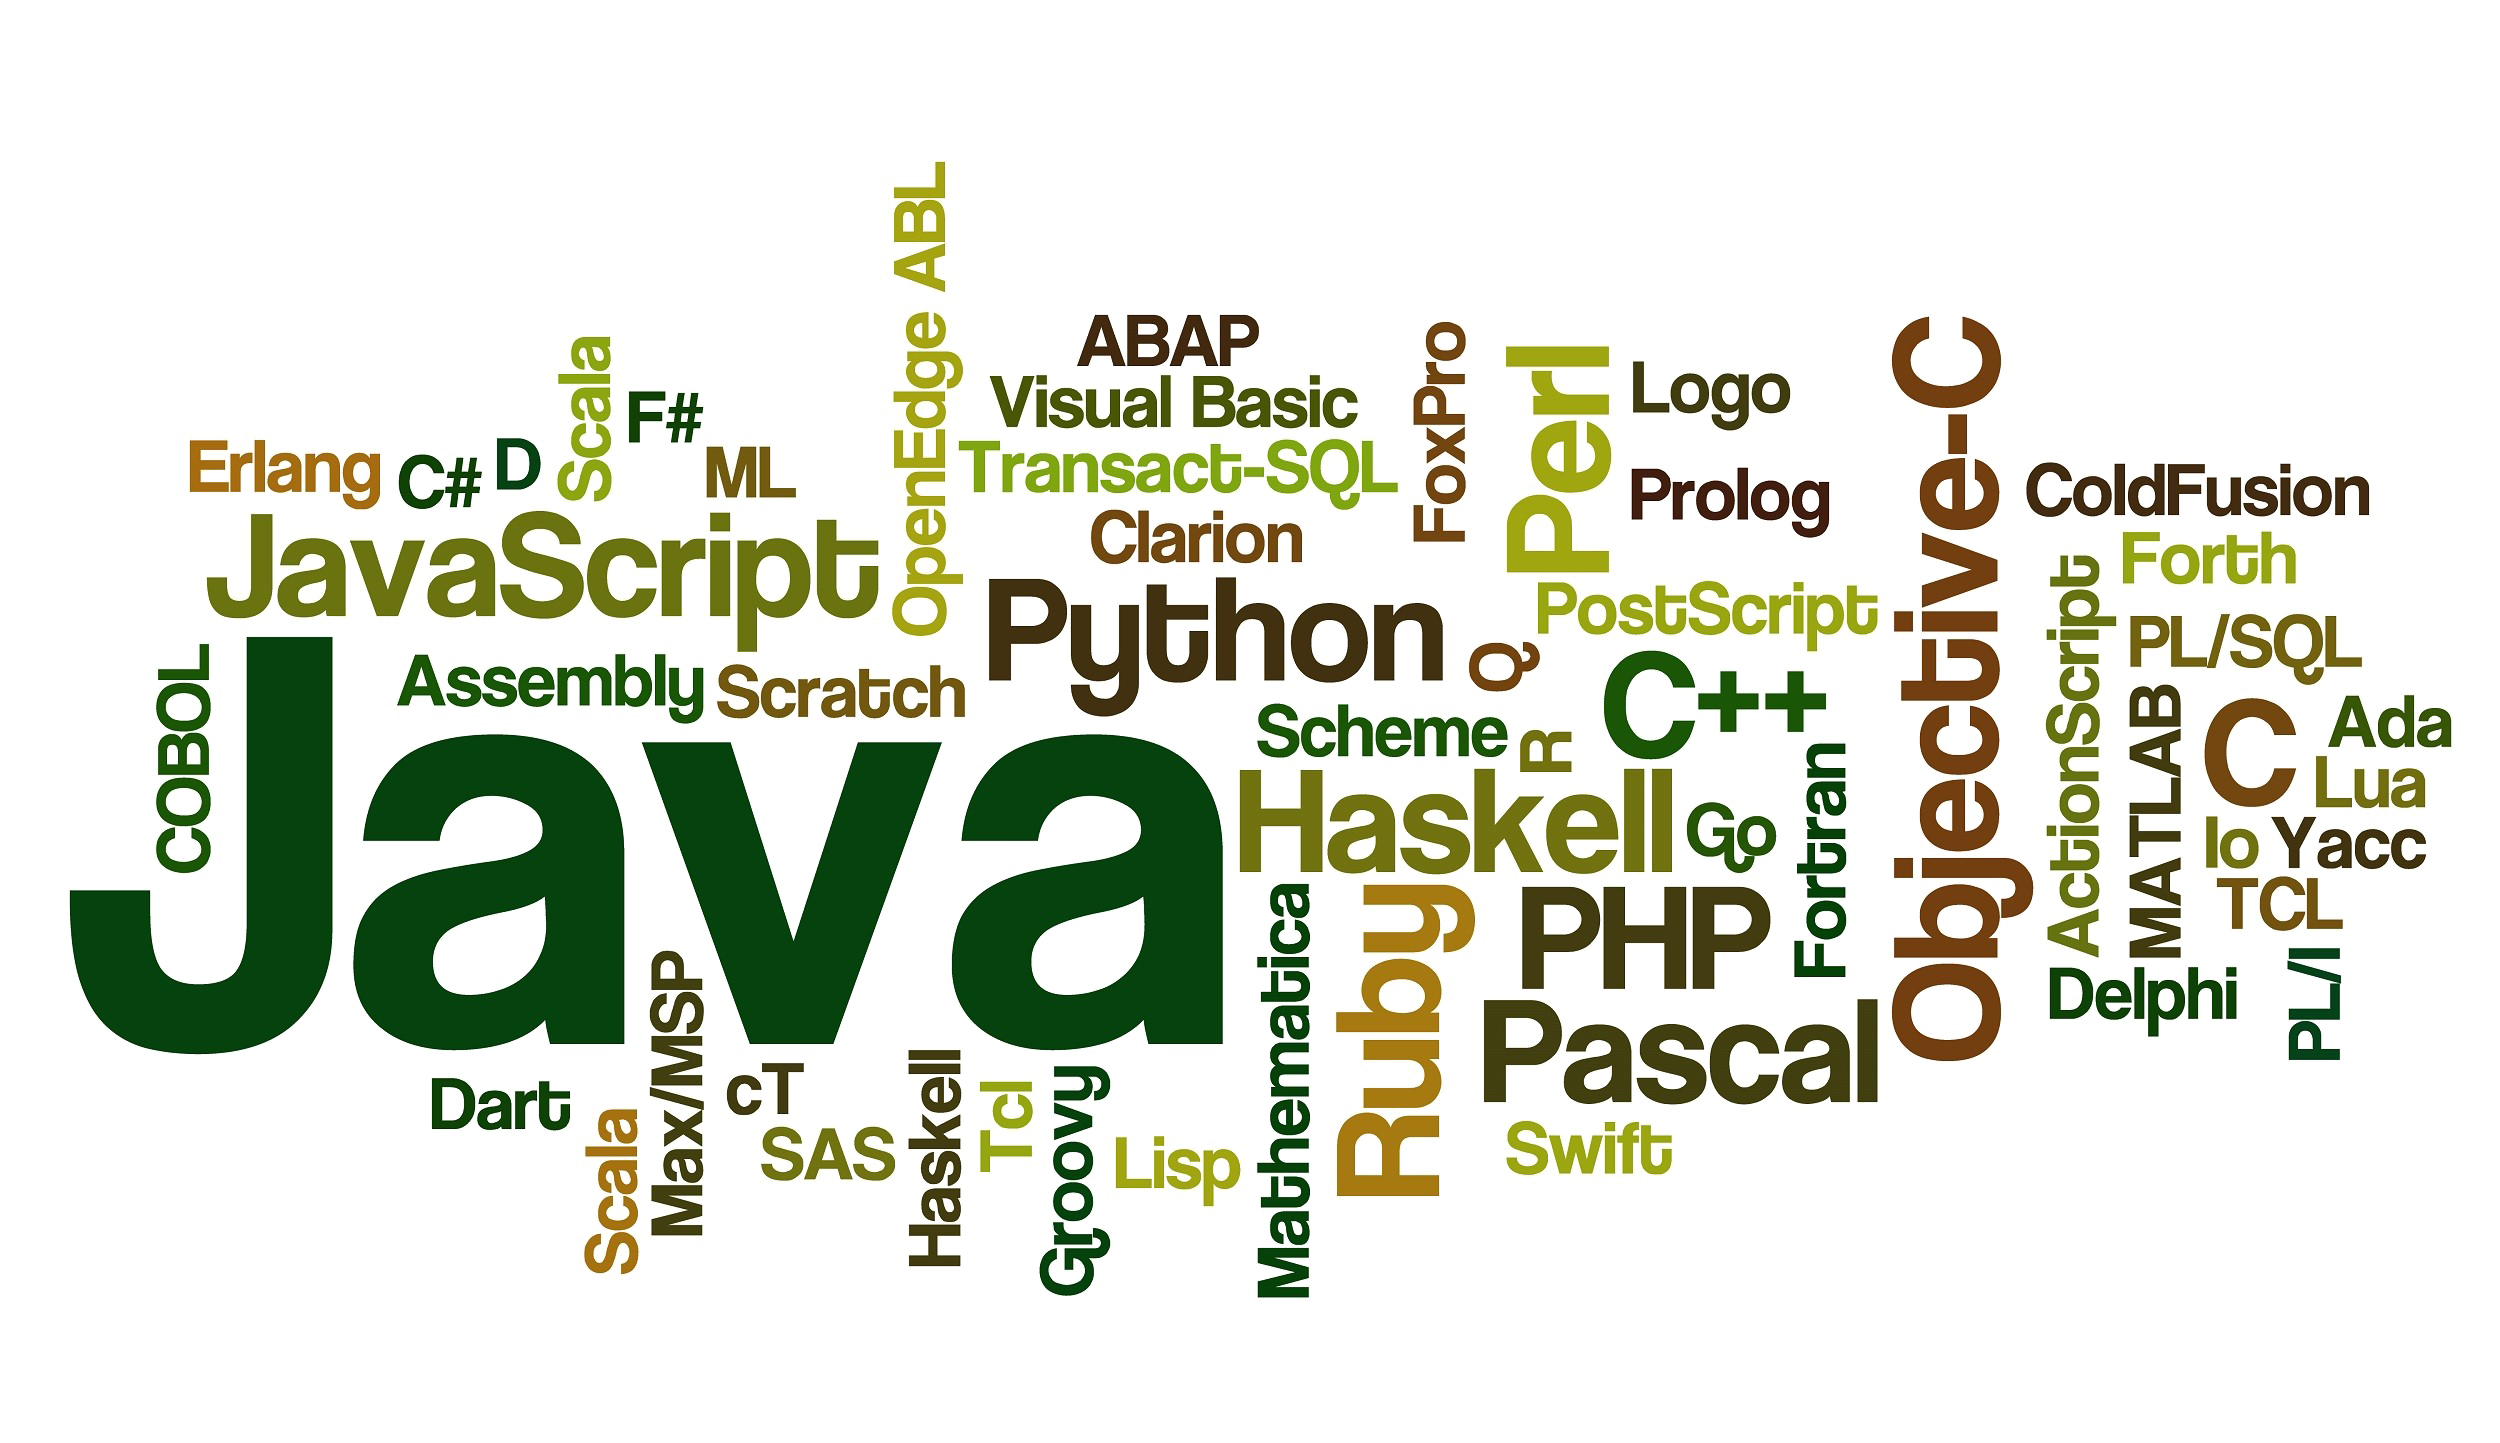 OpenEdge ABL
ABAP
Visual Basic
Transact-SQL
Clarion
FoxPro
Perl
Logo
Prolog
PostScript
Objective-C
ColdFusion
Forth
Scala
F#
Erlang
C#
D
ML
JavaScript
Python
Q
C++
ActionScript
PL/SQL
COBOL
Assembly
Scratch
Scheme
R
MATLAB
C
Ada
Lua
Io
Yacc
TCL
Java
Haskell
Go
Fortran
PHP
Ruby
Mathematica
Pascal
Delphi
PL/I
Dart
Scala
Max/MSP
cT
SAS
Haskell
Tcl
Groovy
Lisp
Swift